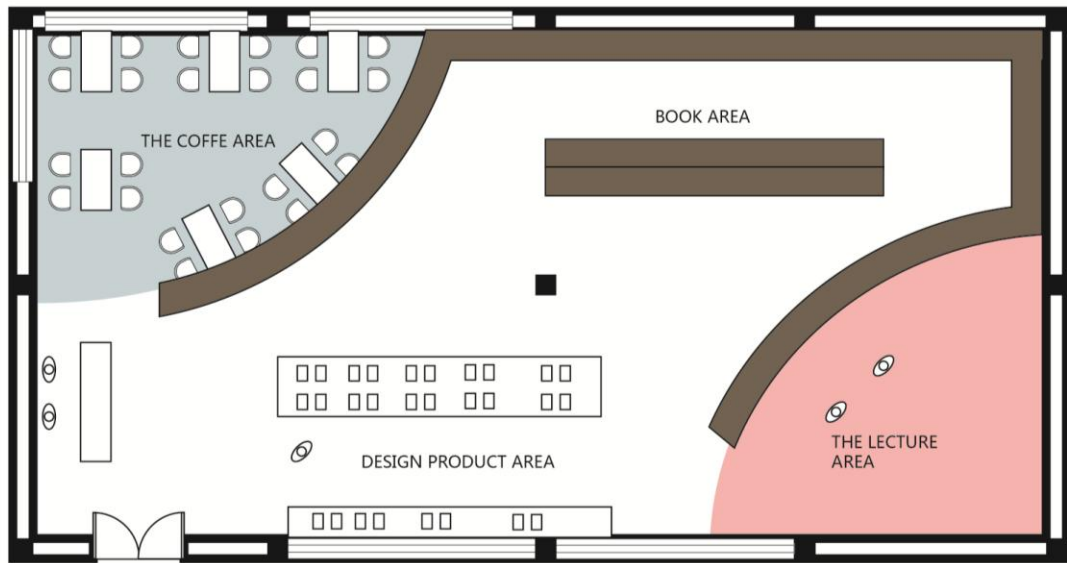 THE COFFE AREA
BOOK AREA
THE LECTURE
AREA
DESIGN PRODUCT AREA